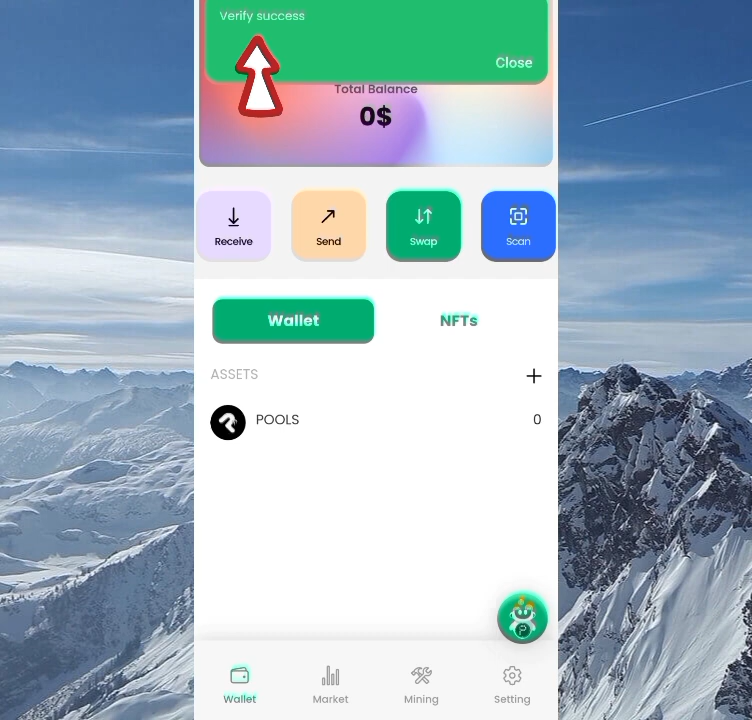 Verify success
Close
Total Balance
0$
Receive
Send
Swap
Scan
Wallet
NFTs
ASSETS
POOLS
0
Wallet
Market
Mining
Setting